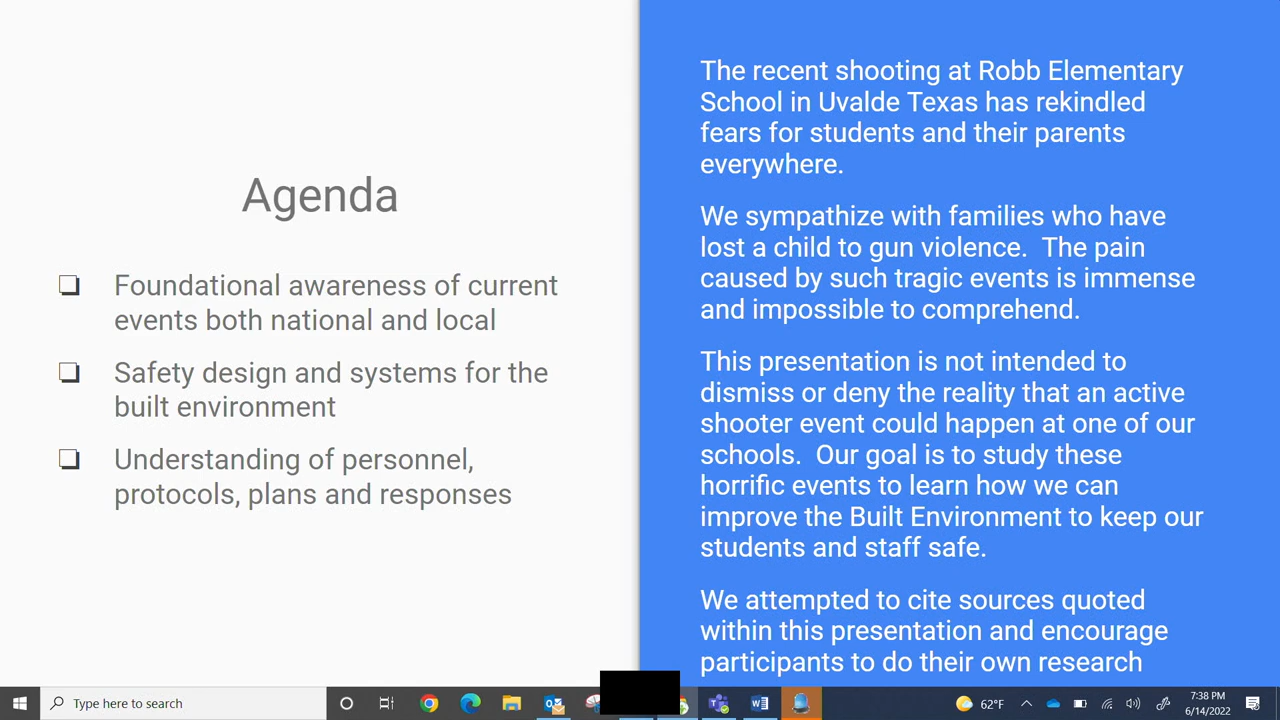 Agenda
Foundational awareness of current
events both national and local
Safety design and systems for the
built environment
Understanding of personnel,
protocols, plans and responses
The recent shooting at Robb Elementary
School in Uvalde Texas has rekindled
fears for students and their parents
everywhere.
We sympathize with families who have
lost a child to gun violence.  The pain
caused by such tragic events is immense
and impossible to comprehend.
This presentation is not intended to
dismiss or deny the reality that an active
shooter event could happen at one of our
schools.  Our goal is to study these
horrific events to learn how we can
improve the Built Environment to keep our
students and staff safe.
We attempted to cite sources quoted
within this presentation and encourage
participants to do their own research
Type here to search
62°F
7:38 PM
6/14/2022